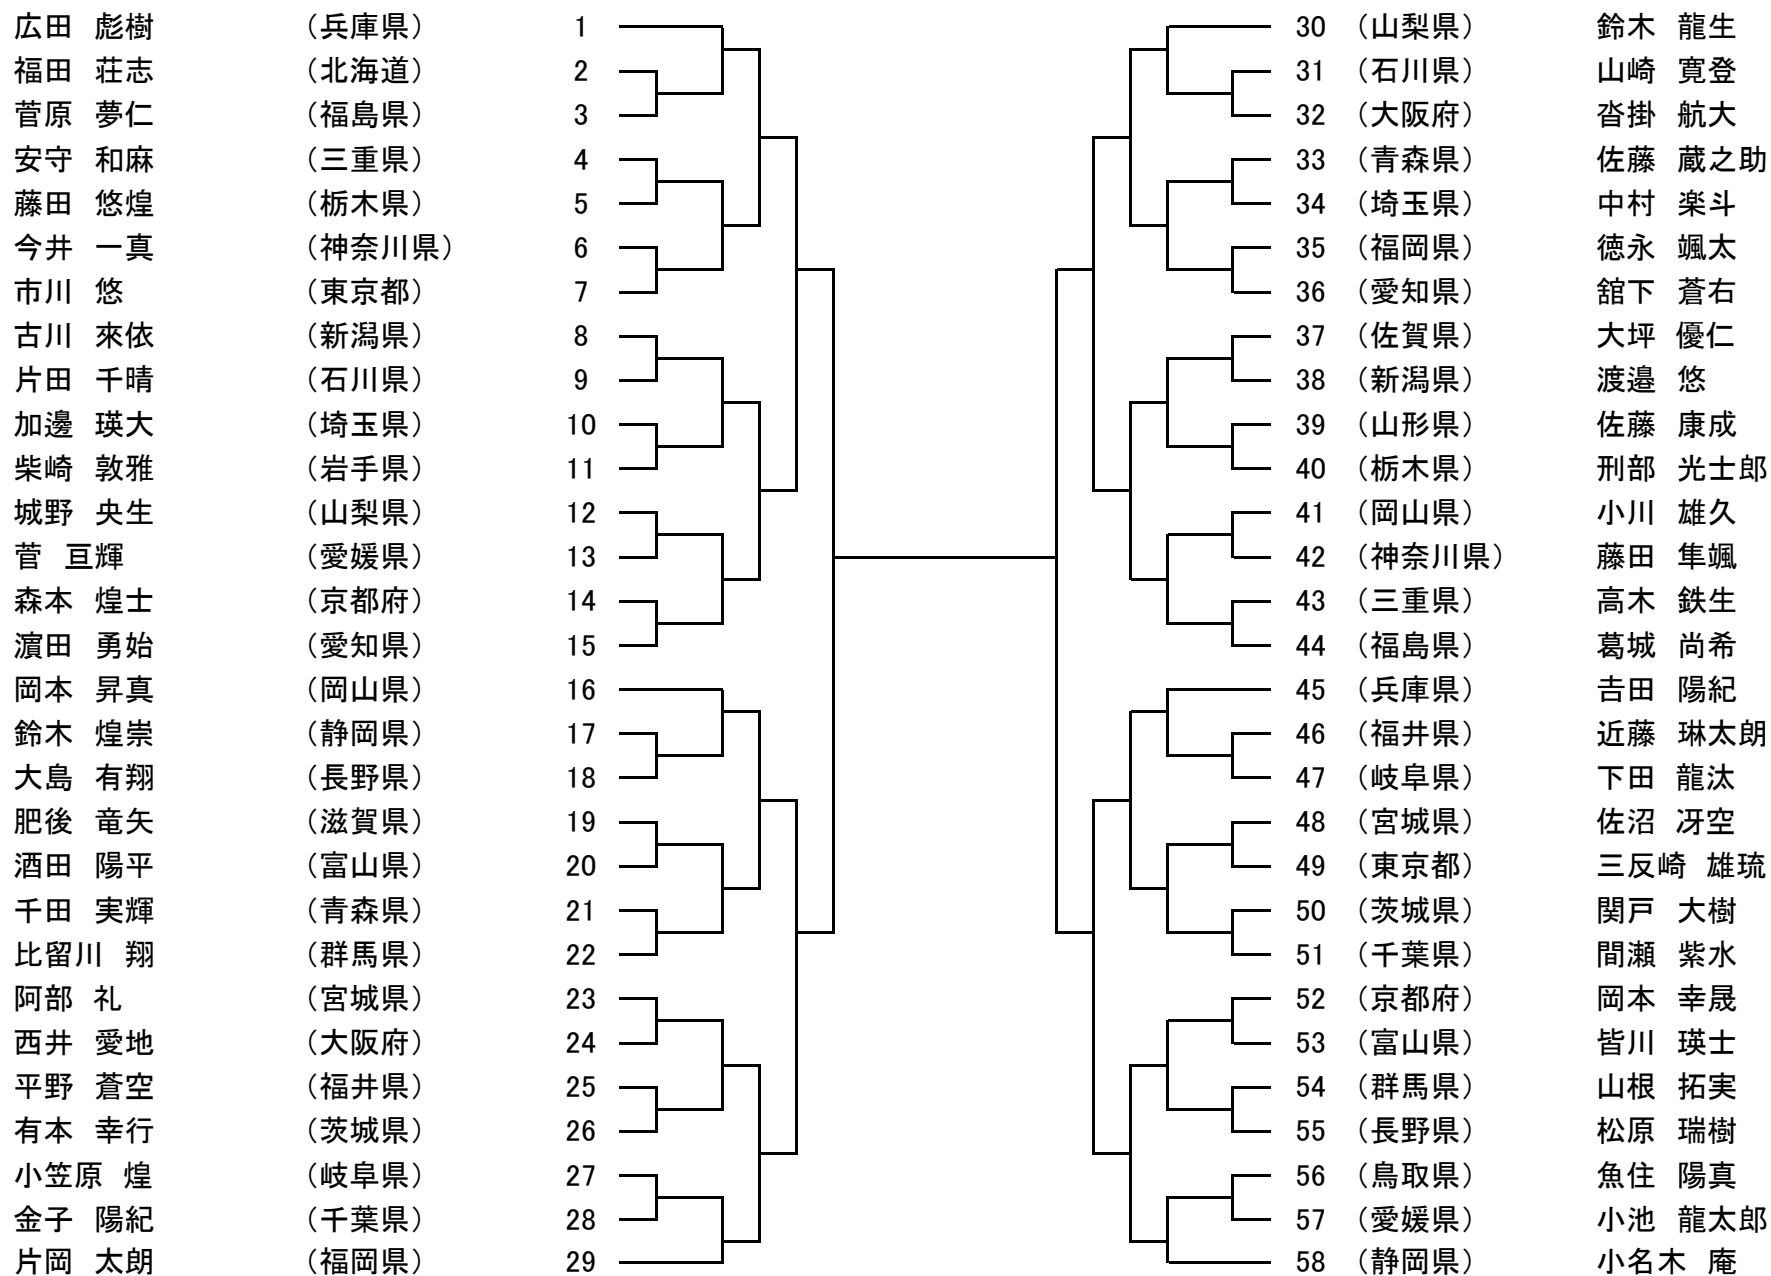 広田 彪樹 （兵庫県） 1 30 （山梨県） 鈴木 龍生
福田 荘志 （北海道） 2 31 （石川県） 山崎 寛登
菅原 夢仁 （福島県） 3 32 （大阪府） 沓掛 航大
安守 和麻 （三重県） 4 33 （青森県） 佐藤 蔵之助
藤田 悠煌 （栃木県） 5 34 （埼玉県） 中村 楽斗
今井 一真 （神奈川県） 6 35 （福岡県） 徳永 颯太
市川 悠 （東京都） 7 36 （愛知県） 舘下 蒼右
古川 來依 （新潟県） 8 37 （佐賀県） 大坪 優仁
片田 千晴 （石川県） 9 38 （新潟県） 渡邉 悠
加邊 瑛大 （埼玉県） 10 39 （山形県） 佐藤 康成
柴崎 敦雅 （岩手県） 11 40 （栃木県） 刑部 光士郎
城野 央生 （山梨県） 12 41 （岡山県） 小川 雄久
菅 亘輝 （愛媛県） 13 42 （神奈川県） 藤田 隼颯
森本 煌士 （京都府） 14 43 （三重県） 高木 鉄生
濵田 勇始 （愛知県） 15 44 （福島県） 葛城 尚希
岡本 昇真 （岡山県） 16 45 （兵庫県） 𠮷田 陽紀
鈴木 煌崇 （静岡県） 17 46 （福井県） 近藤 琳太朗
大島 有翔 （長野県） 18 47 （岐阜県） 下田 龍汰
肥後 竜矢 （滋賀県） 19 48 （宮城県） 佐沼 冴空
酒田 陽平 （富山県） 20 49 （東京都） 三反崎 雄琉
千田 実輝 （青森県） 21 50 （茨城県） 関戸 大樹
比留川 翔 （群馬県） 22 51 （千葉県） 間瀬 紫水
阿部 礼 （宮城県） 23 52 （京都府） 岡本 幸晟
西井 愛地 （大阪府） 24 53 （富山県） 皆川 瑛士
平野 蒼空 （福井県） 25 54 （群馬県） 山根 拓実
有本 幸行 （茨城県） 26 55 （長野県） 松原 瑞樹
小笠原 煌 （岐阜県） 27 56 （鳥取県） 魚住 陽真
金子 陽紀 （千葉県） 28 57 （愛媛県） 小池 龍太郎
片岡 太朗 （福岡県） 29 58 （静岡県） 小名木 庵